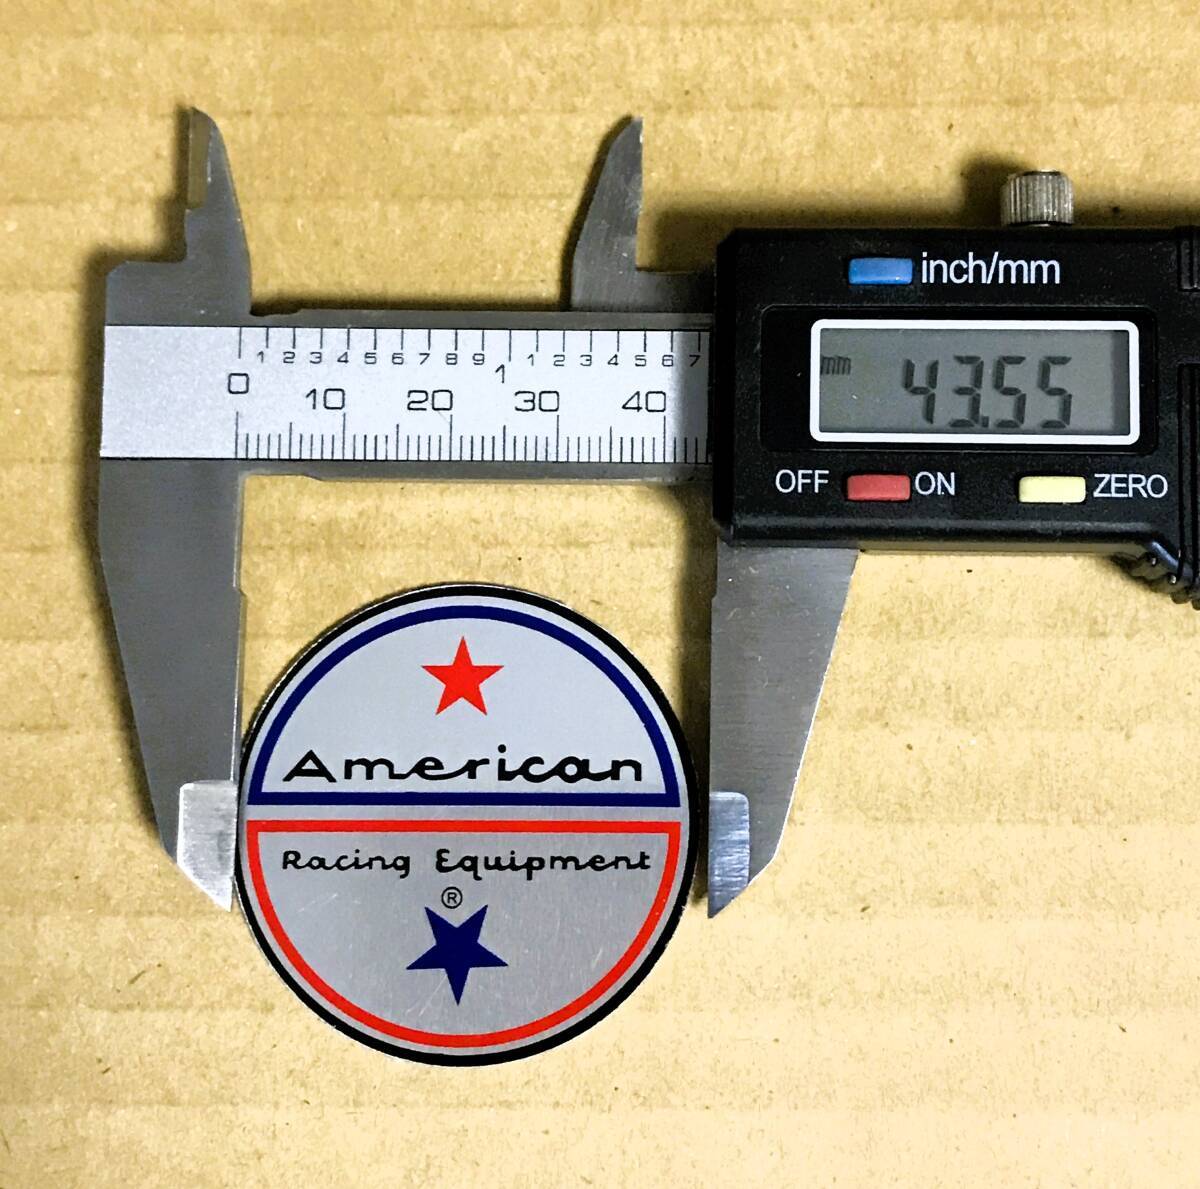 inch/mm
mm
43.55
OFF ON ZERO
1 2 3 4 5 6 7 8 9 1 1 2 3 4 5 6 7
0 10 20 30 40
American
Racing Equipment
®